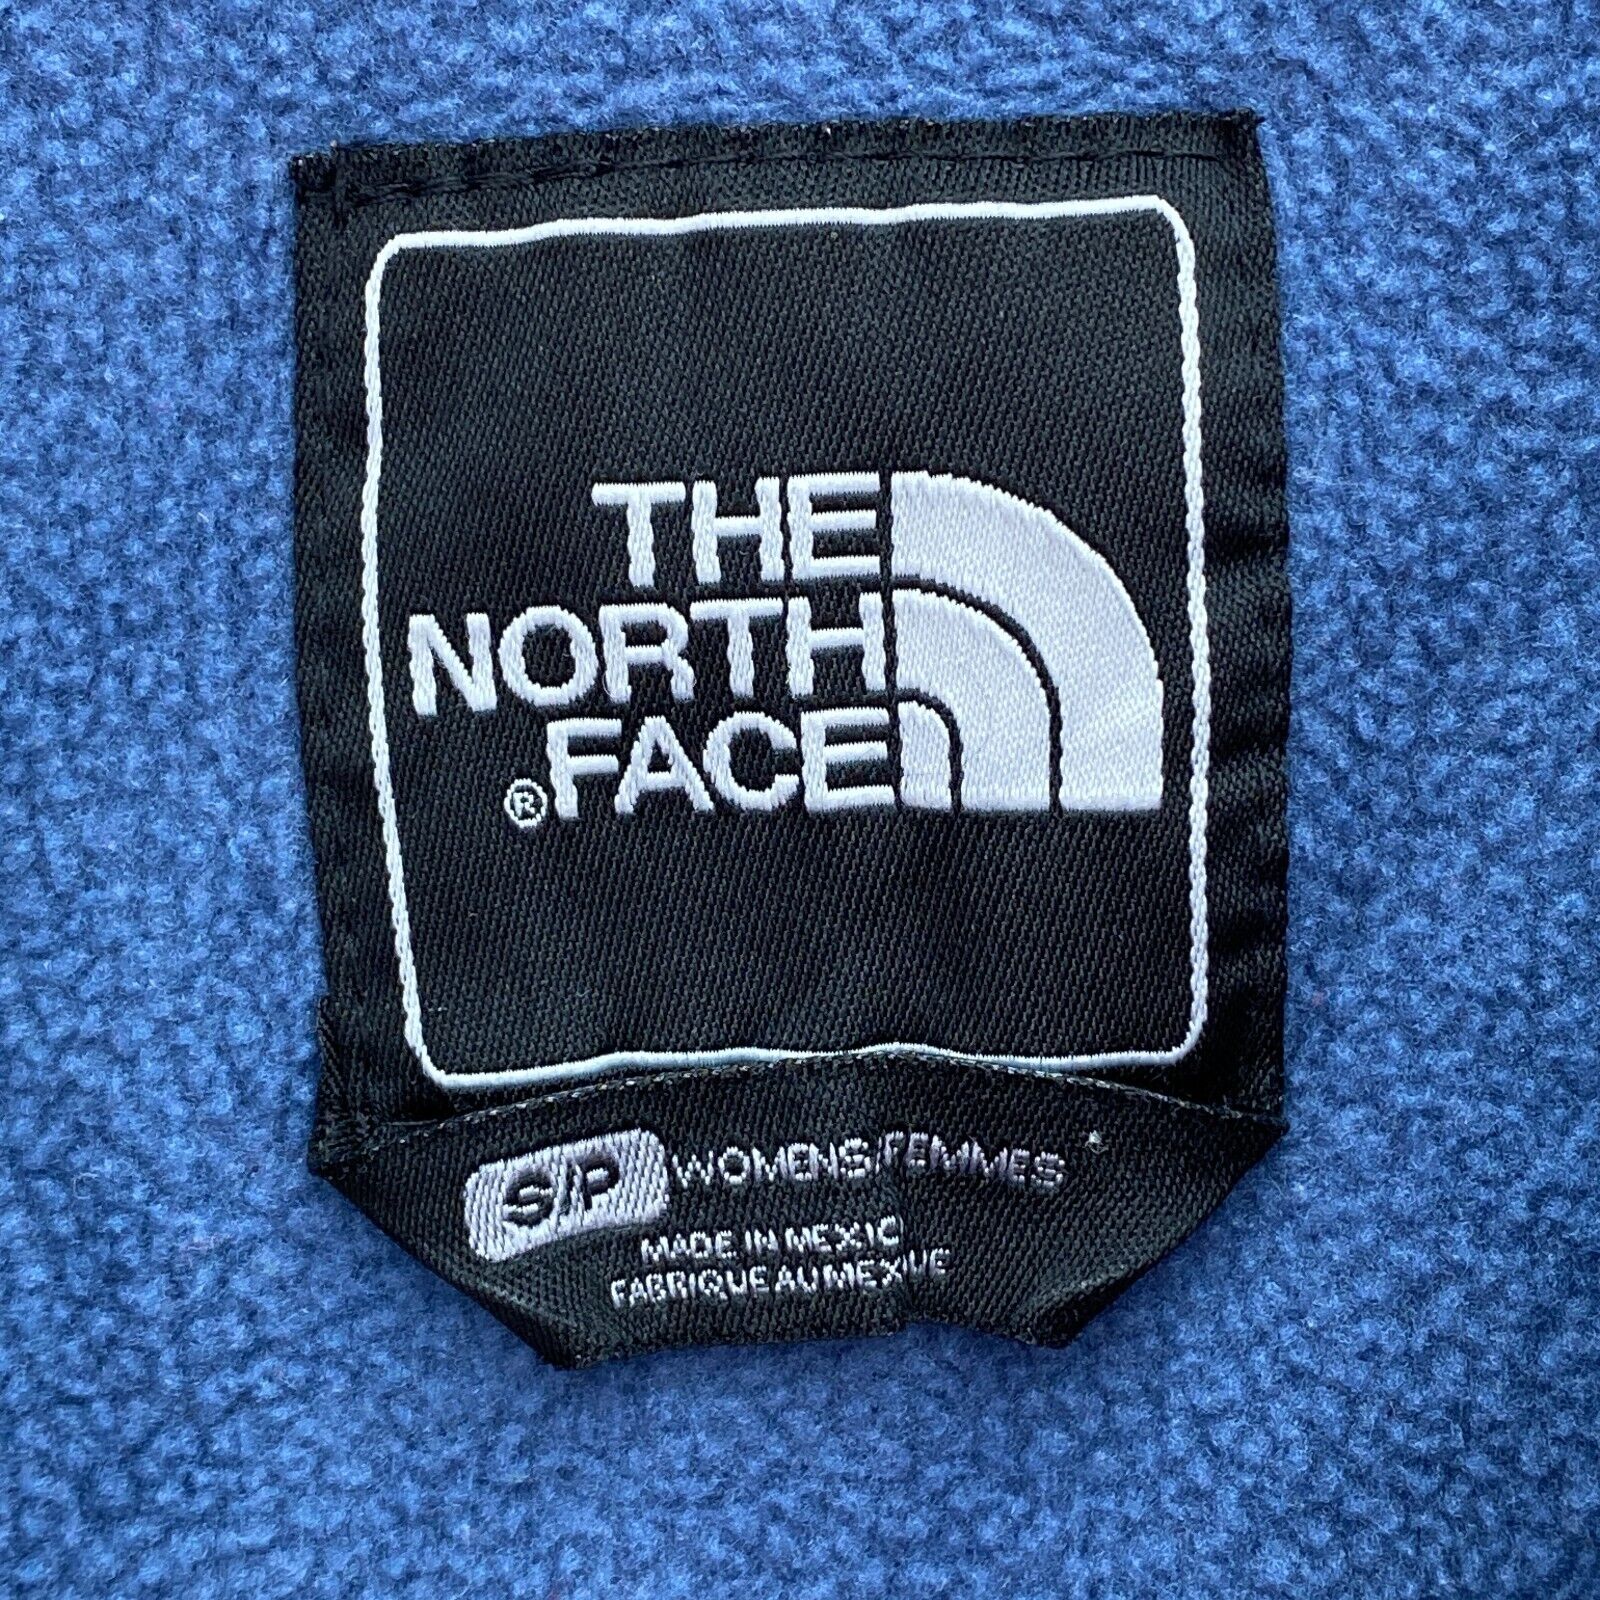 THE
NORTH
®FACE
S/P WOMENS/FEMMES
MADE IN MEXIC
FABRIQUE AU MEXIQUE